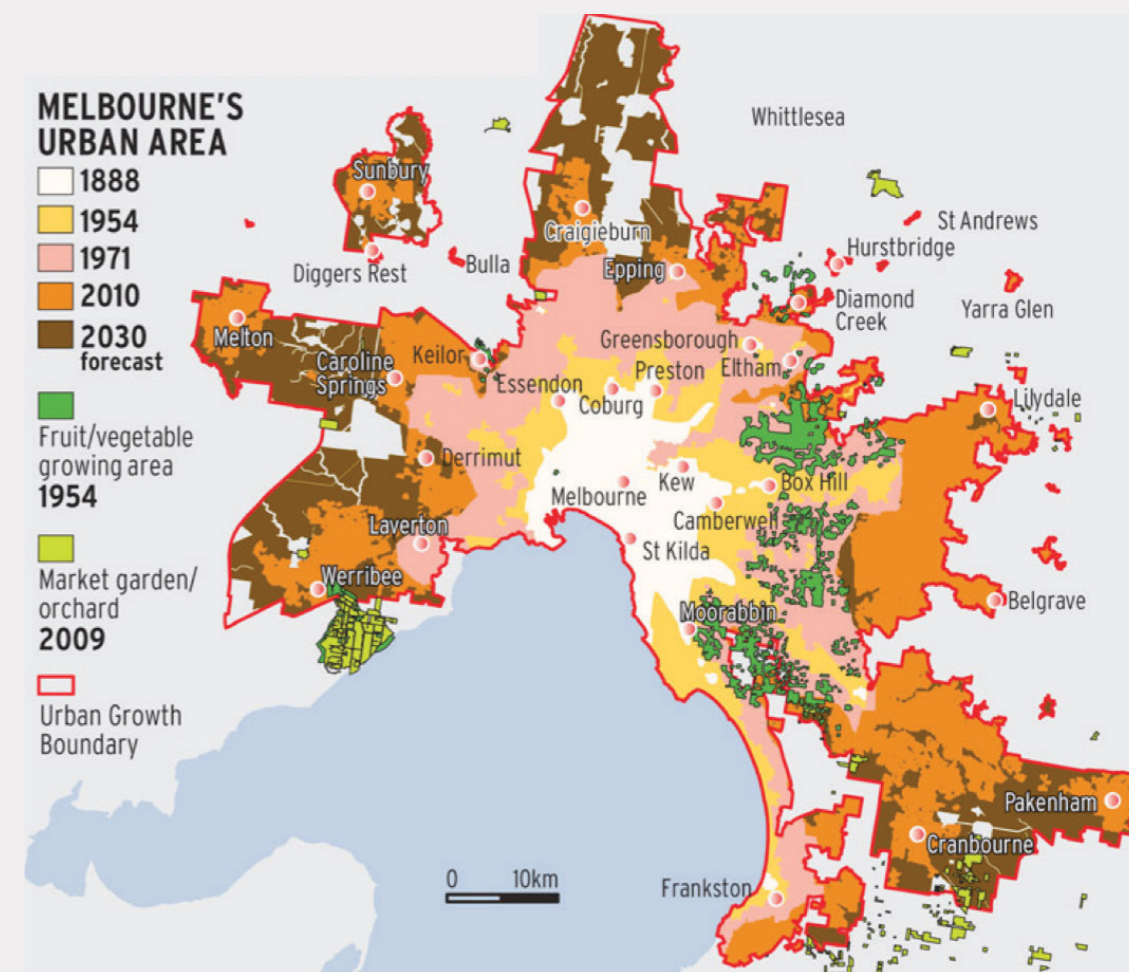 MELBOURNE'S
URBAN AREA
1888
1954
1971
2010
2030
forecast
Fruit/vegetable
growing area
1954
Market garden/
orchard
2009
Urban Growth
Boundary
Whittlesea
Sunbury
St Andrews
Craigieburn
Hurstbridge
Diggers Rest
Bulla
Epping
Diamond
Creek
Yarra Glen
Melton
Greensborough
Keilor
Caroline
Springs
Essendon
Preston
Eltham
Coburg
Lilydale
Derrimut
Kew
Box Hill
Melbourne
Camberwell
Laverton
St Kilda
Werribee
Belgrave
Moorabbin
Pakenham
Cranbourne
0 10km
Frankston